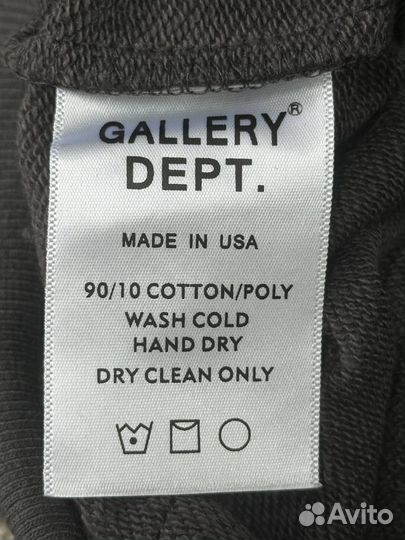 GALLERY®
DEPT.
MADE IN USA
90/10 COTTON/POLY
WASH COLD
HAND DRY
DRY CLEAN ONLY
Avito